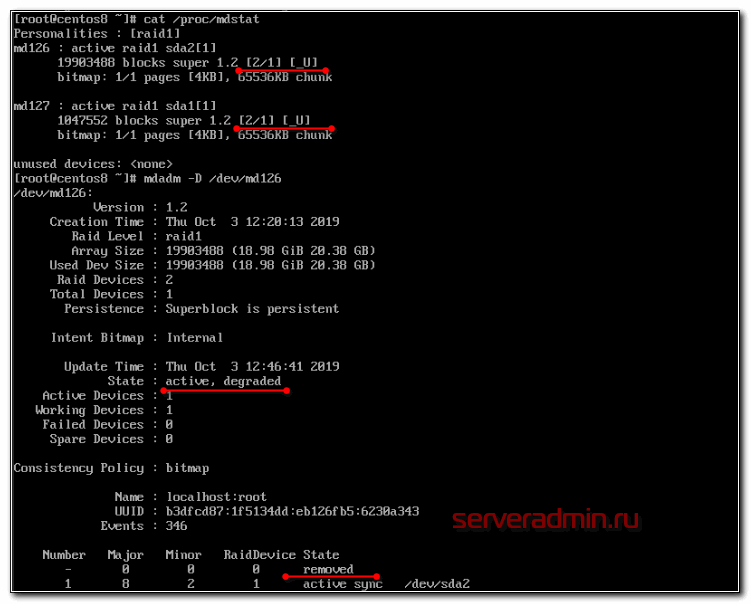 [root@centos8 ~]# cat /proc/mdstat
Personalities : [raid1]
md126 : active raid1 sda2[1]
      19903488 blocks super 1.2 [2/1] [_U]
      bitmap: 1/1 pages [4KB], 65536KB chunk

md127 : active raid1 sda1[1]
      1047552 blocks super 1.2 [2/1] [_U]
      bitmap: 1/1 pages [4KB], 65536KB chunk

unused devices: <none>
[root@centos8 ~]# mdadm -D /dev/md126
/dev/md126:
           Version : 1.2
     Creation Time : Thu Oct  3 12:20:13 2019
        Raid Level : raid1
        Array Size : 19903488 (18.98 GiB 20.38 GB)
     Used Dev Size : 19903488 (18.98 GiB 20.38 GB)
      Raid Devices : 2
     Total Devices : 1
       Persistence : Superblock is persistent

     Intent Bitmap : Internal

       Update Time : Thu Oct  3 12:46:41 2019
             State : active, degraded
    Active Devices : 1
   Working Devices : 1
    Failed Devices : 0
     Spare Devices : 0

Consistency Policy : bitmap

              Name : localhost:root
              UUID : b3dfcd87:1f5134dd:eb126fb5:6230a343
            Events : 346
serveradmin.ru

    Number   Major   Minor   RaidDevice State
       -       0        0        0      removed
       1       8        2        1      active sync   /dev/sda2